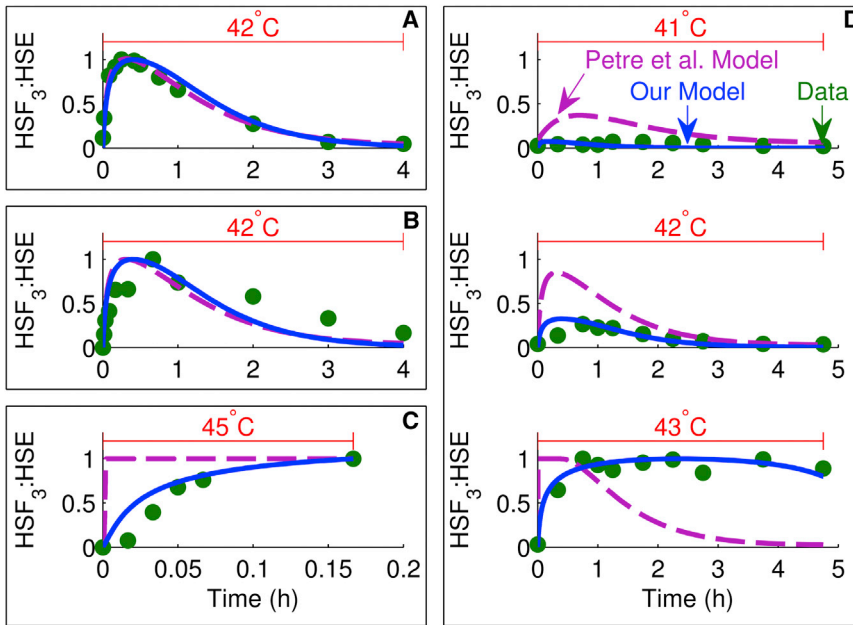 A
42°C
HSF3:HSE
1
0.5
0
0 1 2 3 4
B
42°C
HSF3:HSE
1
0.5
0
0 1 2 3 4
C
45°C
HSF3:HSE
1
0.5
0
0 0.05 0.1 0.15 0.2
Time (h)
D
41°C
Petre et al. Model
Our Model
Data
HSF3:HSE
1
0.5
0
0 1 2 3 4 5
42°C
HSF3:HSE
1
0.5
0
0 1 2 3 4 5
43°C
HSF3:HSE
1
0.5
0
0 1 2 3 4 5
Time (h)